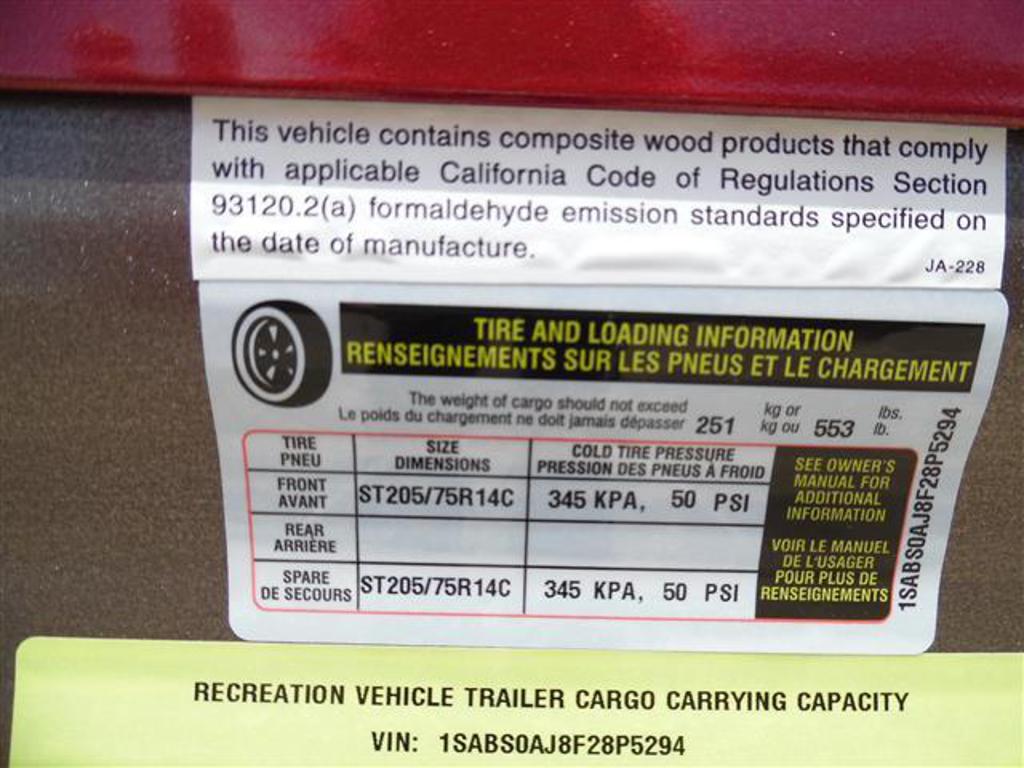 This vehicle contains composite wood products that comply
with applicable California Code of Regulations Section
93120.2(a) formaldehyde emission standards specified on
the date of manufacture.
JA-228
TIRE AND LOADING INFORMATION
RENSEIGNEMENTS SUR LES PNEUS ET LE CHARGEMENT
The weight of cargo should not exceed
Le poids du chargement ne doit jamais dépasser
251
kg or
kg ou
553
lbs.
lb.
TIRE
PNEU
SIZE
DIMENSIONS
COLD TIRE PRESSURE
PRESSION DES PNEUS À FROID
FRONT
AVANT
ST205/75R14C
345 KPA, 50 PSI
REAR
ARRIÈRE
SPARE
DE SECOURS
ST205/75R14C
345 KPA, 50 PSI
SEE OWNER'S
MANUAL FOR
ADDITIONAL
INFORMATION
VOIR LE MANUEL
DE L'USAGER
POUR PLUS DE
RENSEIGNEMENTS
1SABS0AJ8F28P5294
RECREATION VEHICLE TRAILER CARGO CARRYING CAPACITY
VIN: 1SABS0AJ8F28P5294